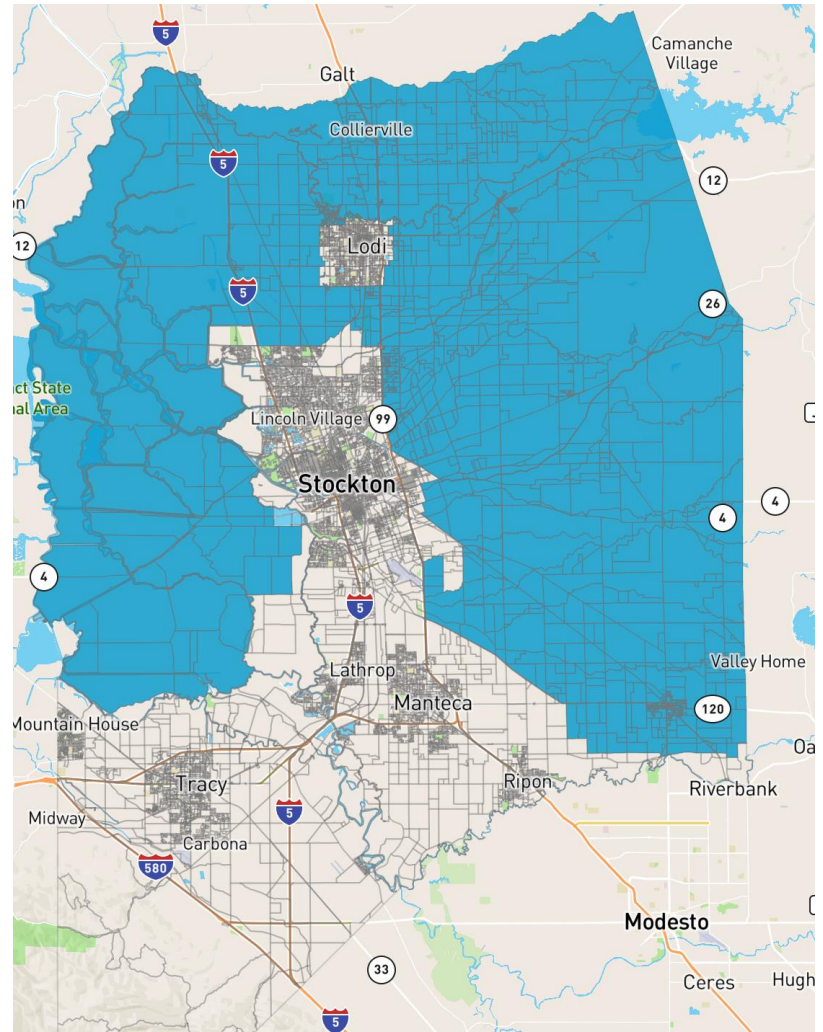 5
Galt
Camanche
Village
Collierville
5
12
on
12
Lodi
5
26
ct State
al Area
Lincoln Village
99
Stockton
4
4
4
5
Lathrop
Valley Home
Manteca
120
Mountain House
Oa
Tracy
Ripon
Riverbank
Midway
5
Carbona
580
Modesto
33
Ceres
Hugh
5